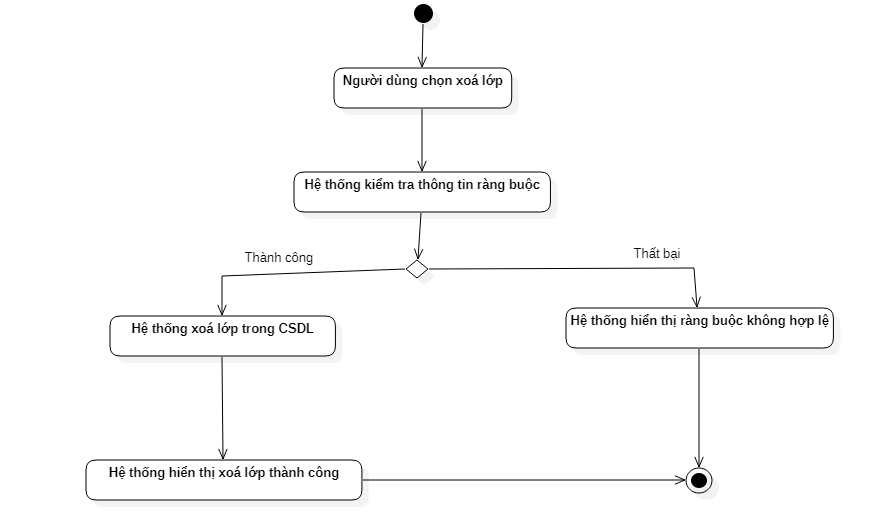 Người dùng chọn xoá lớp
Hệ thống kiểm tra thông tin ràng buộc
Thành công
Thất bại
Hệ thống xoá lớp trong CSDL
Hệ thống hiển thị ràng buộc không hợp lệ
Hệ thống hiển thị xoá lớp thành công